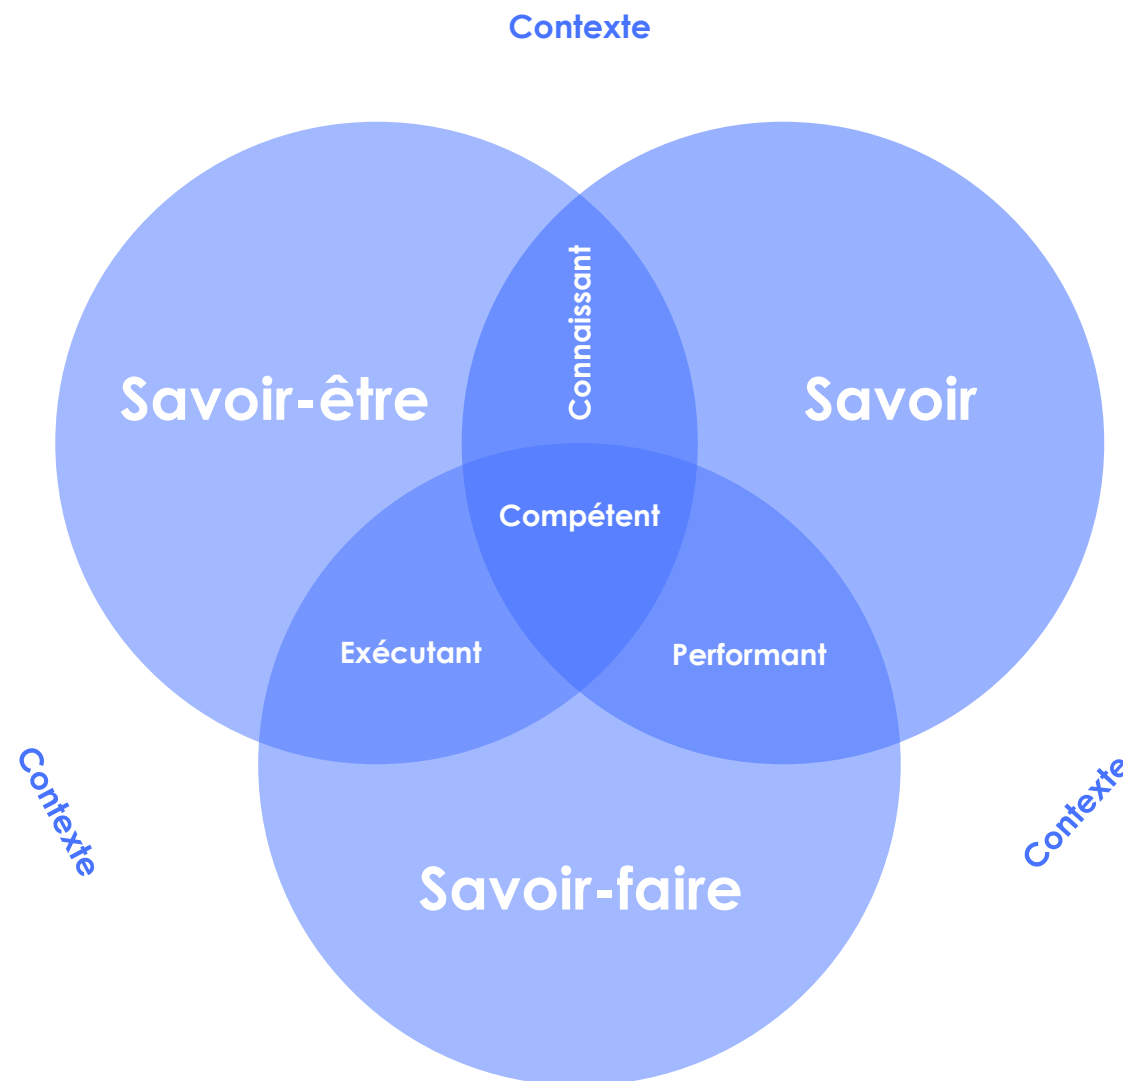 Contexte
Connaissant
Savoir-être
Savoir
Compétent
Exécutant
Performant
Contexte
Contexte
Savoir-faire